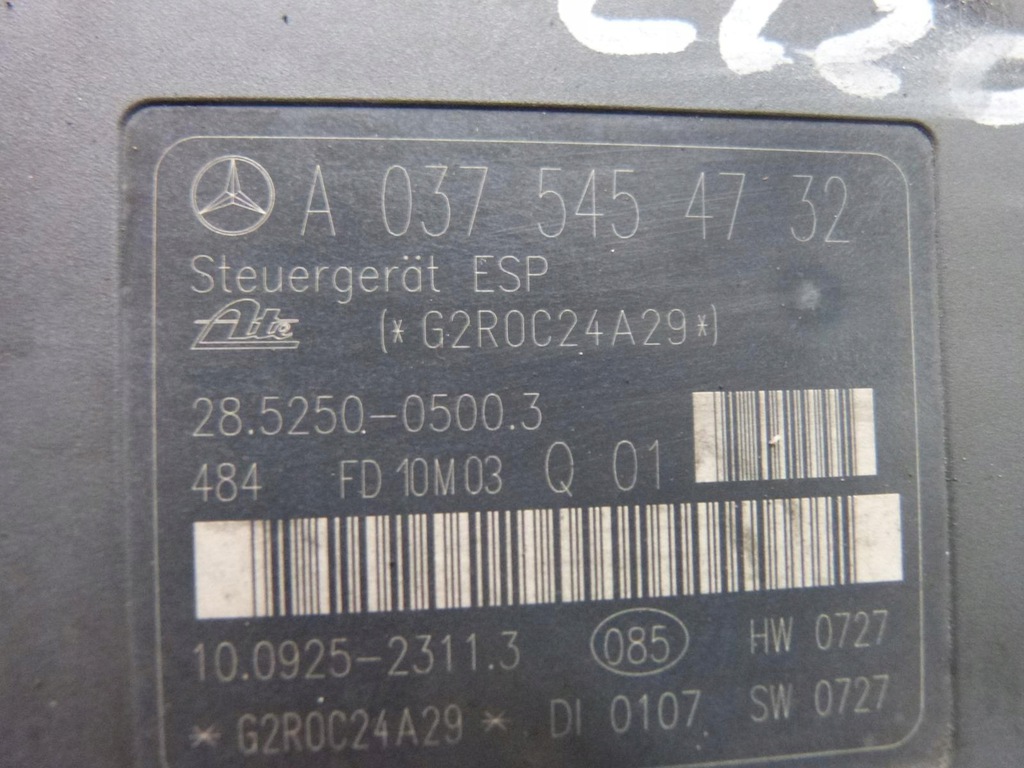 A 037 545 47 32
Steuergerät ESP
Ate (*G2R0C24A29*)
28.5250-0500.3
484 FD 10M03 Q 01
10.0925-2311.3 085 HW 0727
*G2R0C24A29* DI 0107 SW 0727